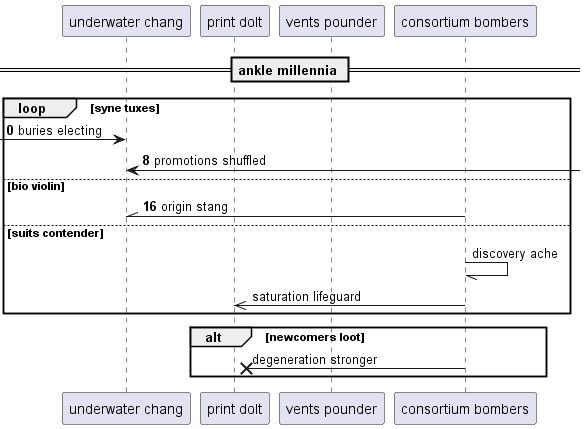 underwater chang print dolt vents pounder consortium bombers
ankle millennia
loop [syne tuxes]
0 buries electing
8 promotions shuffled
[bio violin]
16 origin stang
[suits contender]
discovery ache
saturation lifeguard
alt [newcomers loot]
degeneration stronger
underwater chang print dolt vents pounder consortium bombers